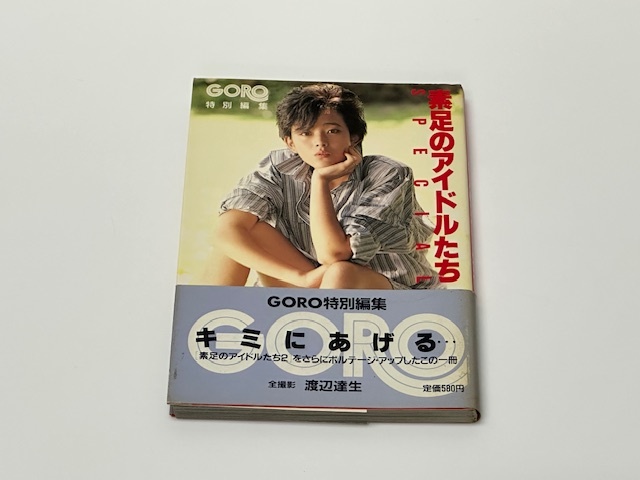 GORO
特別編集
素足のアイドルたち
SPECIAL
GORO特別編集
GORO
キミにあげる…
「素足のアイドルたち2」をさらにボルテージ・アップしたこの一冊
全撮影 渡辺達生
定価580円